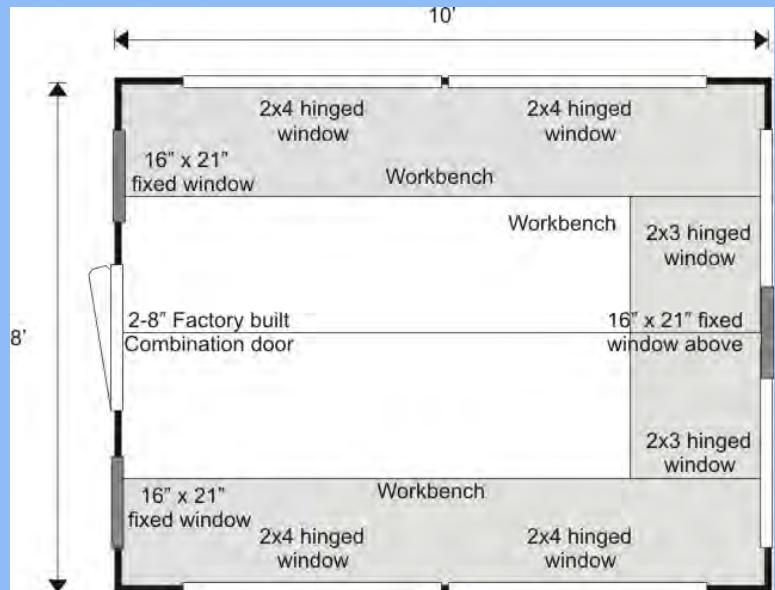 10’
2x4 hinged
window
2x4 hinged
window
16” x 21”
fixed window
Workbench
Workbench
2x3 hinged
window
8’
2-8” Factory built
Combination door
16” x 21” fixed
window above
2x3 hinged
window
Workbench
16” x 21”
fixed window
2x4 hinged
window
2x4 hinged
window